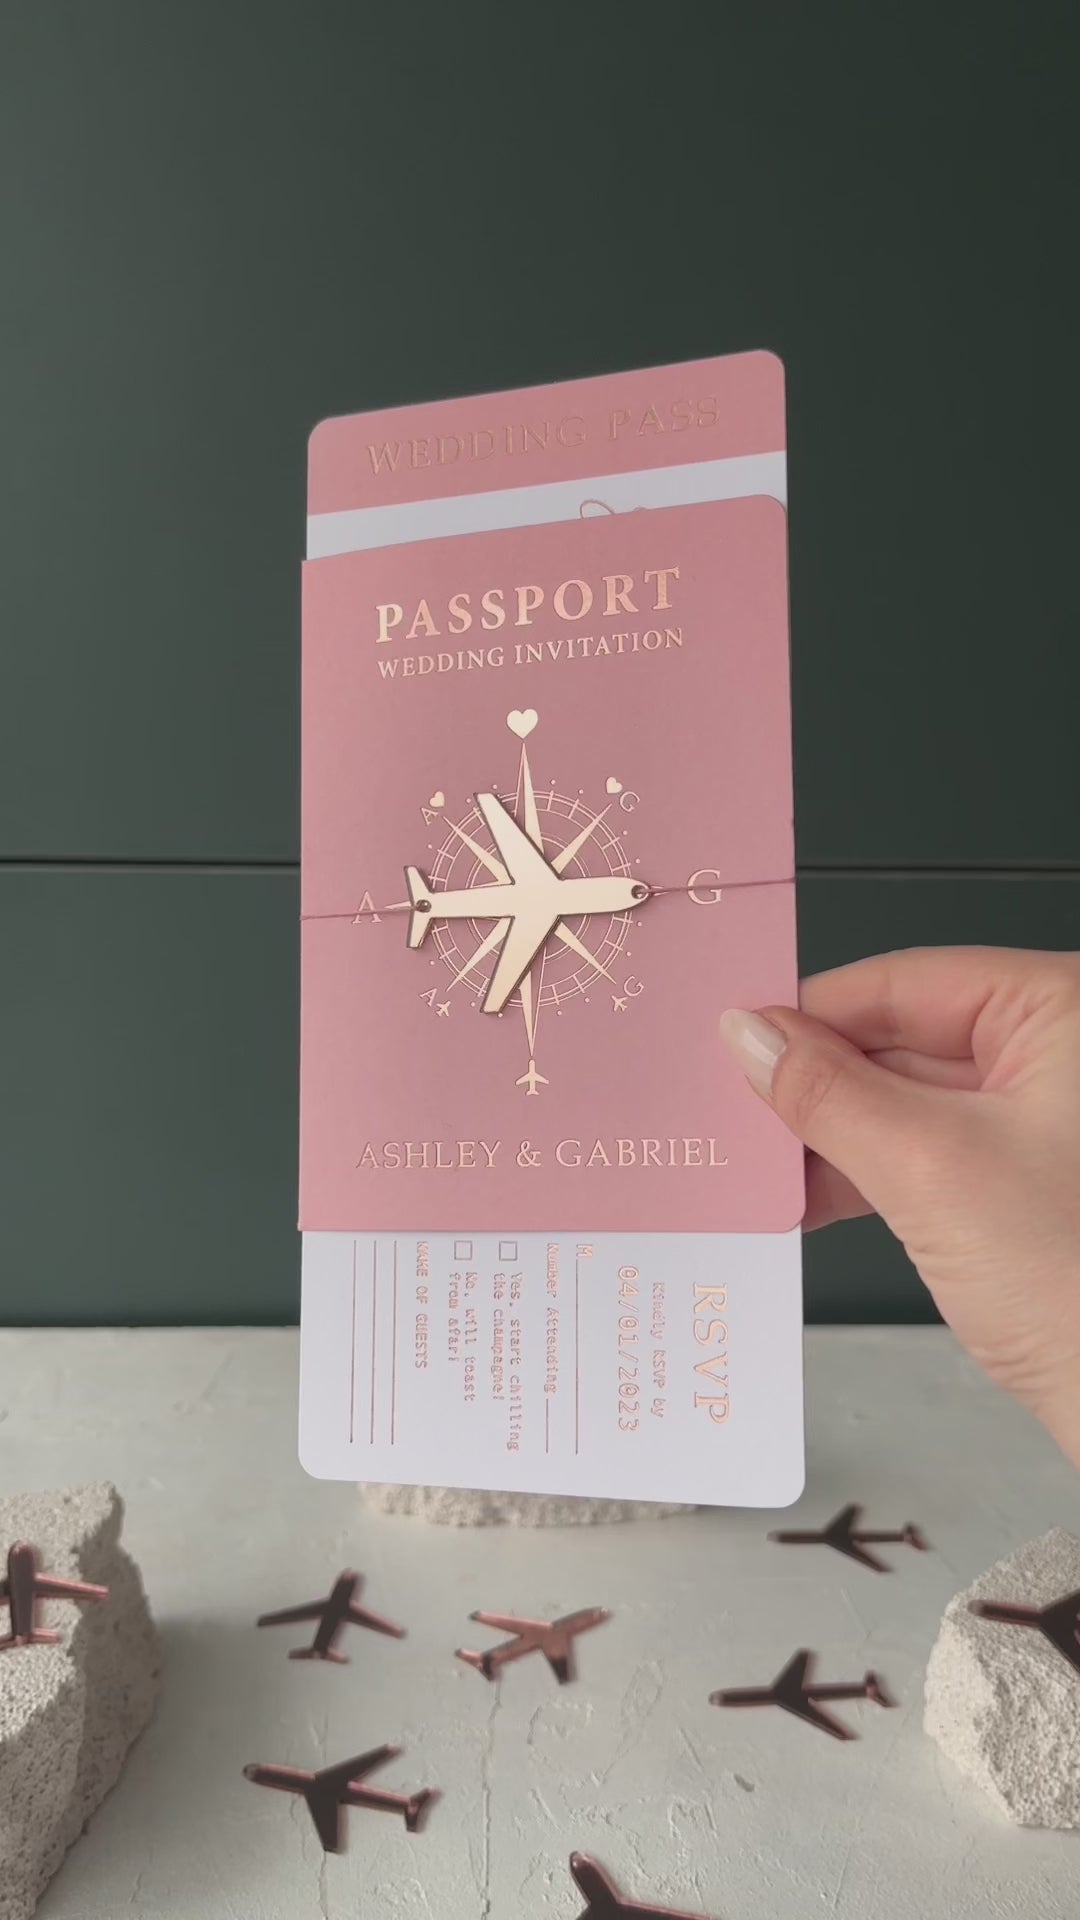 WEDDING PASS
PASSPORT
WEDDING INVITATION
A G
A G
A G
ASHLEY & GABRIEL
RSVP
Kindly RSVP by
04/01/2023
M
Number Attending
Yes, start chilling
the champagne!
No, will toast
from afar!
NAME OF GUESTS